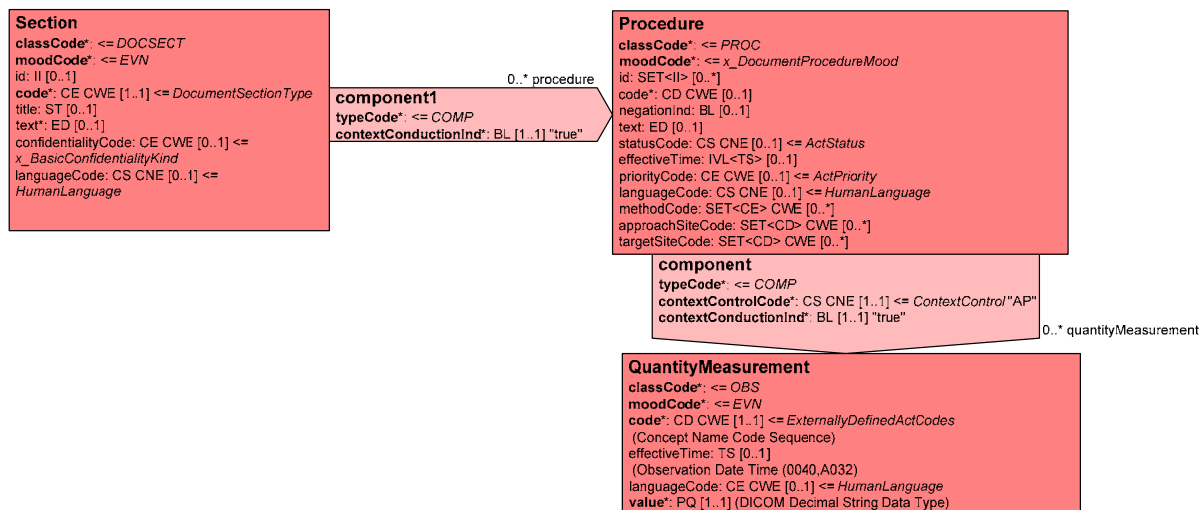 Section
classCode*: <= DOCSECT
moodCode*: <= EVN
id: II [0..1]
code*: CE CWE [1..1] <= DocumentSectionType
title: ST [0..1]
text*: ED [0..1]
confidentialityCode: CE CWE [0..1] <=
x_BasicConfidentialityKind
languageCode: CS CNE [0..1] <=
HumanLanguage
0..* procedure
component1
typeCode*: <= COMP
contextConductionInd*: BL [1..1] "true"
Procedure
classCode*: <= PROC
moodCode*: <= x_DocumentProcedureMood
id: SET<II> [0..*]
code*: CD CWE [0..1]
negationInd: BL [0..1]
text: ED [0..1]
statusCode: CS CNE [0..1] <= ActStatus
effectiveTime: IVL<TS> [0..1]
priorityCode: CE CWE [0..1] <= ActPriority
languageCode: CS CNE [0..1] <= HumanLanguage
methodCode: SET<CE> CWE [0..*]
approachSiteCode: SET<CD> CWE [0..*]
targetSiteCode: SET<CD> CWE [0..*]
component
typeCode*: <= COMP
contextControlCode*: CS CNE [1..1] <= ContextControl "AP"
contextConductionInd*: BL [1..1] "true"
0..* quantityMeasurement
QuantityMeasurement
classCode*: <= OBS
moodCode*: <= EVN
code*: CD CWE [1..1] <= ExternallyDefinedActCodes
(Concept Name Code Sequence)
effectiveTime: TS [0..1]
(Observation Date Time (0040,A032)
languageCode: CE CWE [0..1] <= HumanLanguage
value*: PQ [1..1] (DICOM Decimal String Data Type)